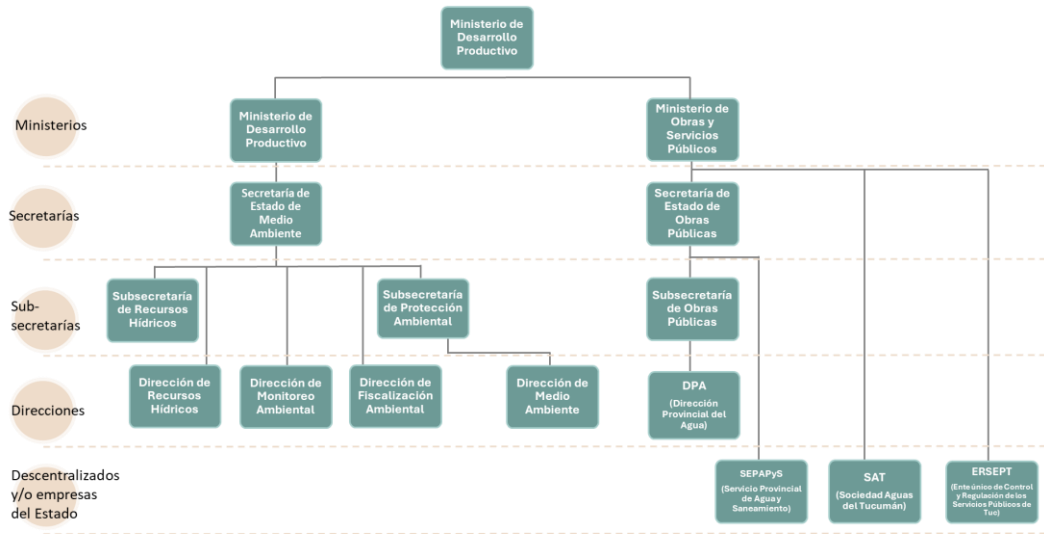 Ministerio de
Desarrollo
Productivo
Ministerios
Ministerio de
Desarrollo
Productivo
Ministerio de
Obras y
Servicios
Públicos
Secretarías
Secretaría de
Estado de
Medio
Ambiente
Secretaría de
Estado de
Obras
Públicas
Sub-
secretarías
Subsecretaría
de Recursos
Hídricos
Subsecretaría
de Protección
Ambiental
Subsecretaría
de Obras
Públicas
Direcciones
Dirección de
Recursos
Hídricos
Dirección de
Monitoreo
Ambiental
Dirección de
Fiscalización
Ambiental
Dirección de
Medio
Ambiente
DPA
(Dirección
Provincial del
Agua)
Descentralizados
y/o empresas
del Estado
SEPAPyS
(Servicio Provincial
de Agua y
Saneamiento)
SAT
(Sociedad Aguas
del Tucumán)
ERSEPT
(Ente único de Control
y Regulación de los
Servicios Públicos de
Tuc)